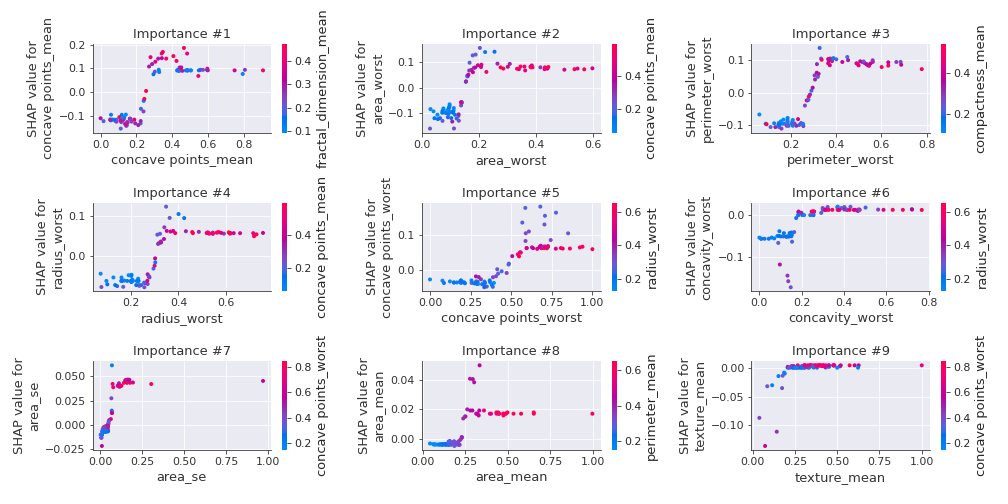 Importance #1
SHAP value for
concave points_mean
0.2
0.1
0.0
−0.1
0.0 0.2 0.4 0.6 0.8
concave points_mean
0.4
0.3
0.2
0.1
fractal_dimension_mean
Importance #2
SHAP value for
area_worst
0.1
0.0
−0.1
0.0 0.2 0.4 0.6
area_worst
0.4
0.2
concave points_mean
Importance #3
SHAP value for
perimeter_worst
0.1
0.0
−0.1
0.2 0.4 0.6 0.8
perimeter_worst
0.4
0.2
compactness_mean
Importance #4
SHAP value for
radius_worst
0.1
0.0
0.2 0.4 0.6
radius_worst
0.4
0.2
concave points_mean
Importance #5
SHAP value for
concave points_worst
0.1
0.0
0.00 0.25 0.50 0.75 1.00
concave points_worst
0.6
0.4
0.2
radius_worst
Importance #6
SHAP value for
concavity_worst
0.0
−0.1
0.0 0.2 0.4 0.6 0.8
concavity_worst
0.6
0.4
0.2
radius_worst
Importance #7
SHAP value for
area_se
0.050
0.025
0.000
−0.025
0.00 0.25 0.50 0.75 1.00
area_se
0.8
0.6
0.4
0.2
concave points_worst
Importance #8
SHAP value for
area_mean
0.04
0.02
0.00
0.00 0.25 0.50 0.75 1.00
area_mean
0.6
0.4
0.2
perimeter_mean
Importance #9
SHAP value for
texture_mean
0.00
−0.05
−0.10
0.00 0.25 0.50 0.75 1.00
texture_mean
0.8
0.6
0.4
0.2
concave points_worst